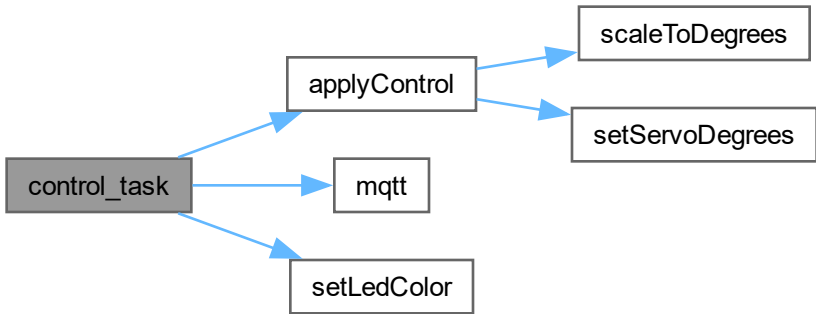 control_task
applyControl
scaleToDegrees
setServoDegrees
mqtt
setLedColor